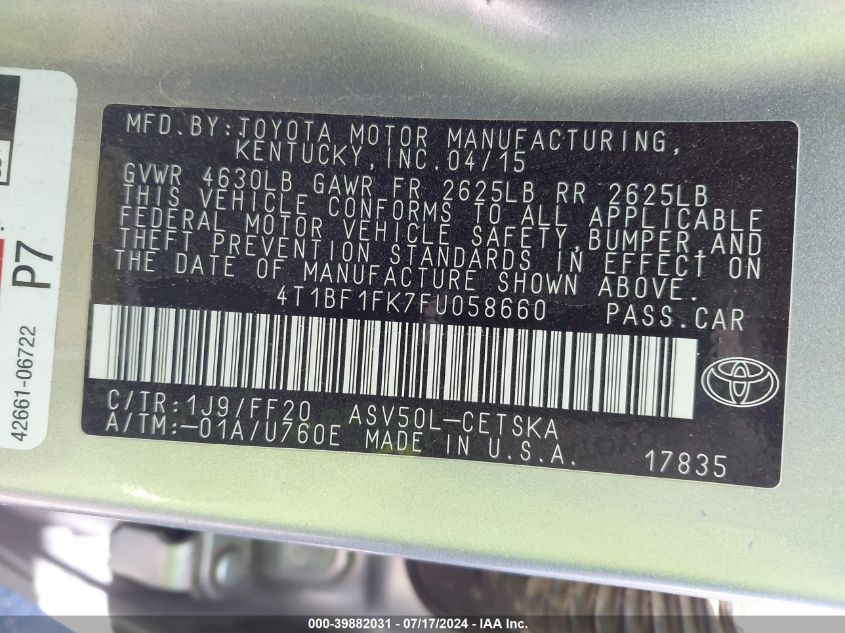 MFD.BY:TOYOTA MOTOR MANUFACTURING,
KENTUCKY,INC.04/15
GVWR 4630LB GAWR FR 2625LB RR 2625LB
THIS VEHICLE CONFORMS TO ALL APPLICABLE
FEDERAL MOTOR VEHICLE SAFETY,BUMPER,AND
THEFT PREVENTION STANDARDS IN EFFECT ON
THE DATE OF MANUFACTURE SHOWN ABOVE.
4T1BF1FK7FU058660 PASS.CAR
C/TR:1J9/FF20 ASV50L-CETSKA
A/TM:-01A/U760E MADE IN U.S.A. 17835
42661-06722 P7
000-39882031 - 07/17/2024 - IAA Inc.